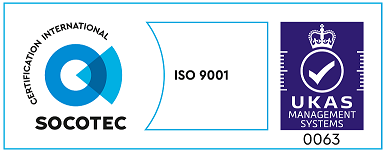 CERTIFICATION INTERNATIONAL
SOCOTEC
ISO 9001
UKAS
MANAGEMENT
SYSTEMS
0063